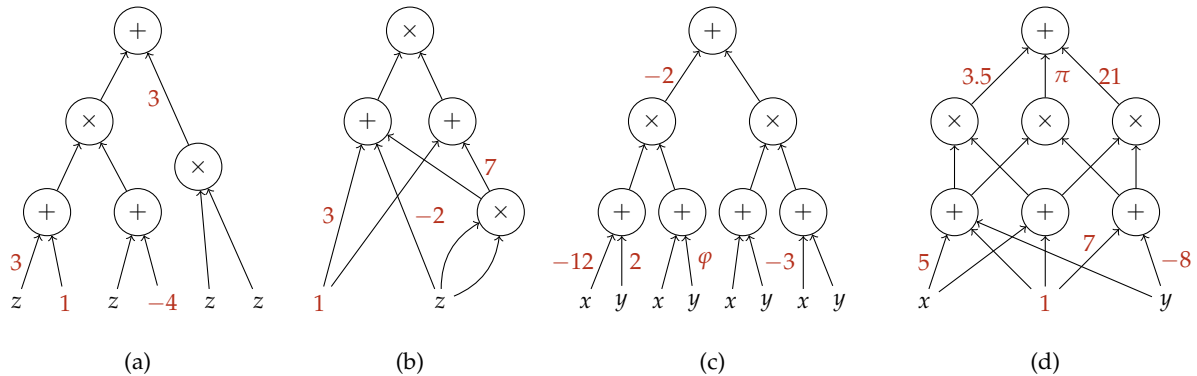 + × + +
−2 3.5 π 21
3
× + + × × × × ×
× 7
3 −2
+ + × + + + + + + +
3 −12 2 φ −3 5 7 −8
z 1 z −4 z z 1 z x y x y x y x y x 1 y
(a) (b) (c) (d)